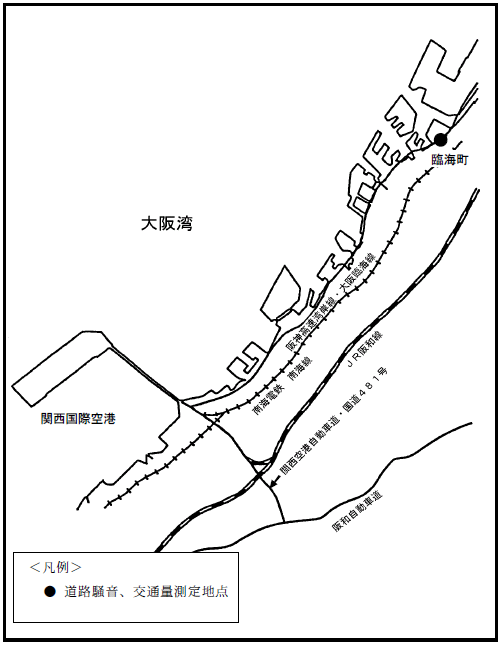 臨海町
大阪湾
阪神高速湾岸線・大阪臨海線
JR阪和線
南海電鉄 南海線
関西国際空港
関西空港自動車道・国道481号
阪和自動車道
＜凡例＞
● 道路騒音、交通量測定地点